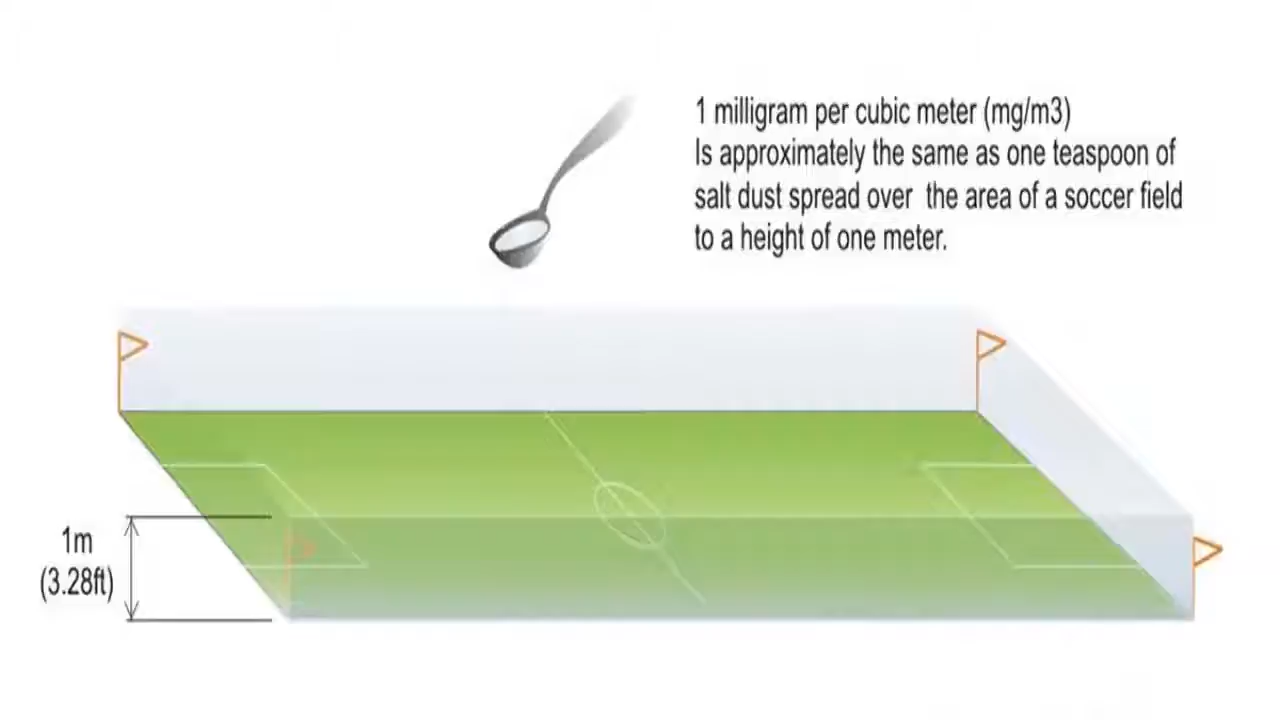 1 milligram per cubic meter (mg/m3)
Is approximately the same as one teaspoon of
salt dust spread over the area of a soccer field
to a height of one meter.
1m
(3.28ft)